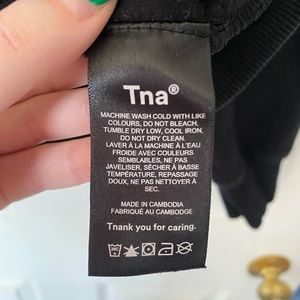 Tna®
MACHINE WASH COLD WITH LIKE
COLOURS, DO NOT BLEACH.
TUMBLE DRY LOW, COOL IRON,
DO NOT DRY CLEAN.
LAVER À LA MACHINE À L'EAU
FROIDE AVEC COULEURS
SEMBLABLES, NE PAS
JAVELISER, SÉCHER À BASSE
TEMPÉRATURE, REPASSAGE
DOUX, NE PAS NETTOYER À
SEC.
MADE IN CAMBODIA
FABRIQUÉ AU CAMBODGE
Tnank you for caring.